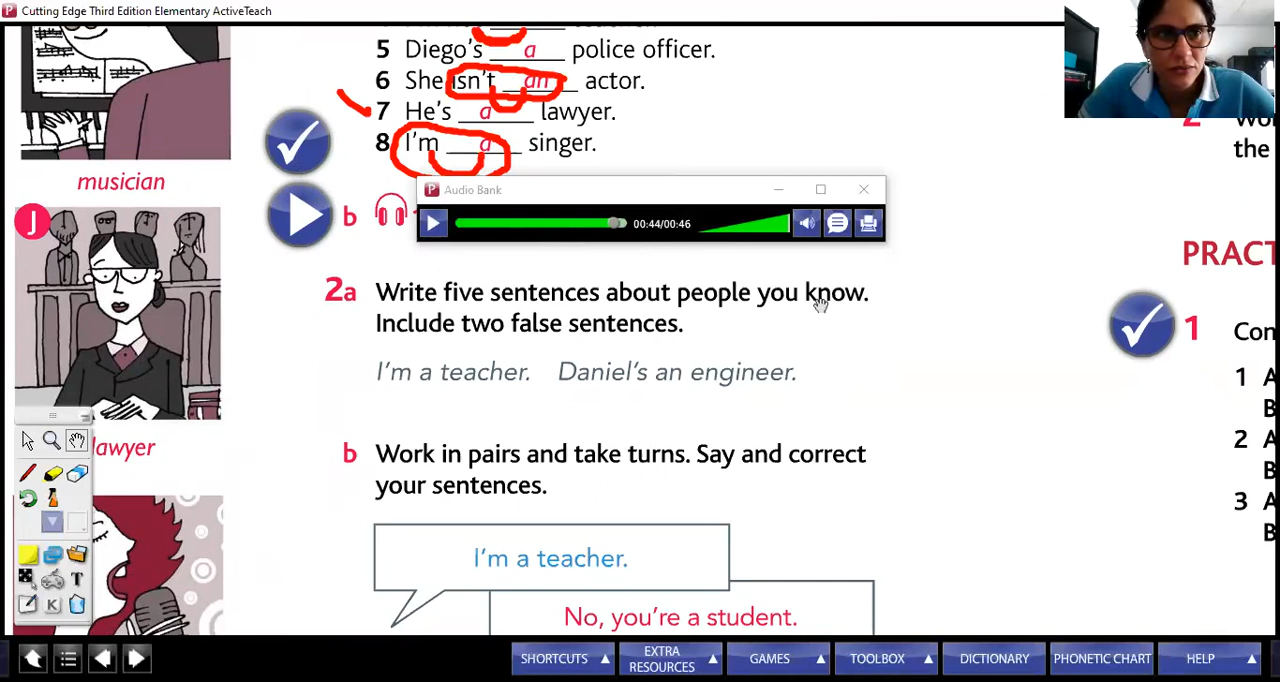 Cutting Edge Third Edition Elementary ActiveTeach
5 Diego's a police officer.
6 She isn't an actor.
7 He's a lawyer.
8 I'm a singer.
musician
b
Audio Bank
00:44/00:46
J
2a Write five sentences about people you know.
Include two false sentences.
I'm a teacher. Daniel's an engineer.
lawyer
b Work in pairs and take turns. Say and correct
your sentences.
I'm a teacher.
No, you're a student.
the
PRACT
1 Con
1 A
B
2 A
B
3 A
B
T
K
SHORTCUTS
EXTRA
RESOURCES
GAMES
TOOLBOX
DICTIONARY
PHONETIC CHART
HELP